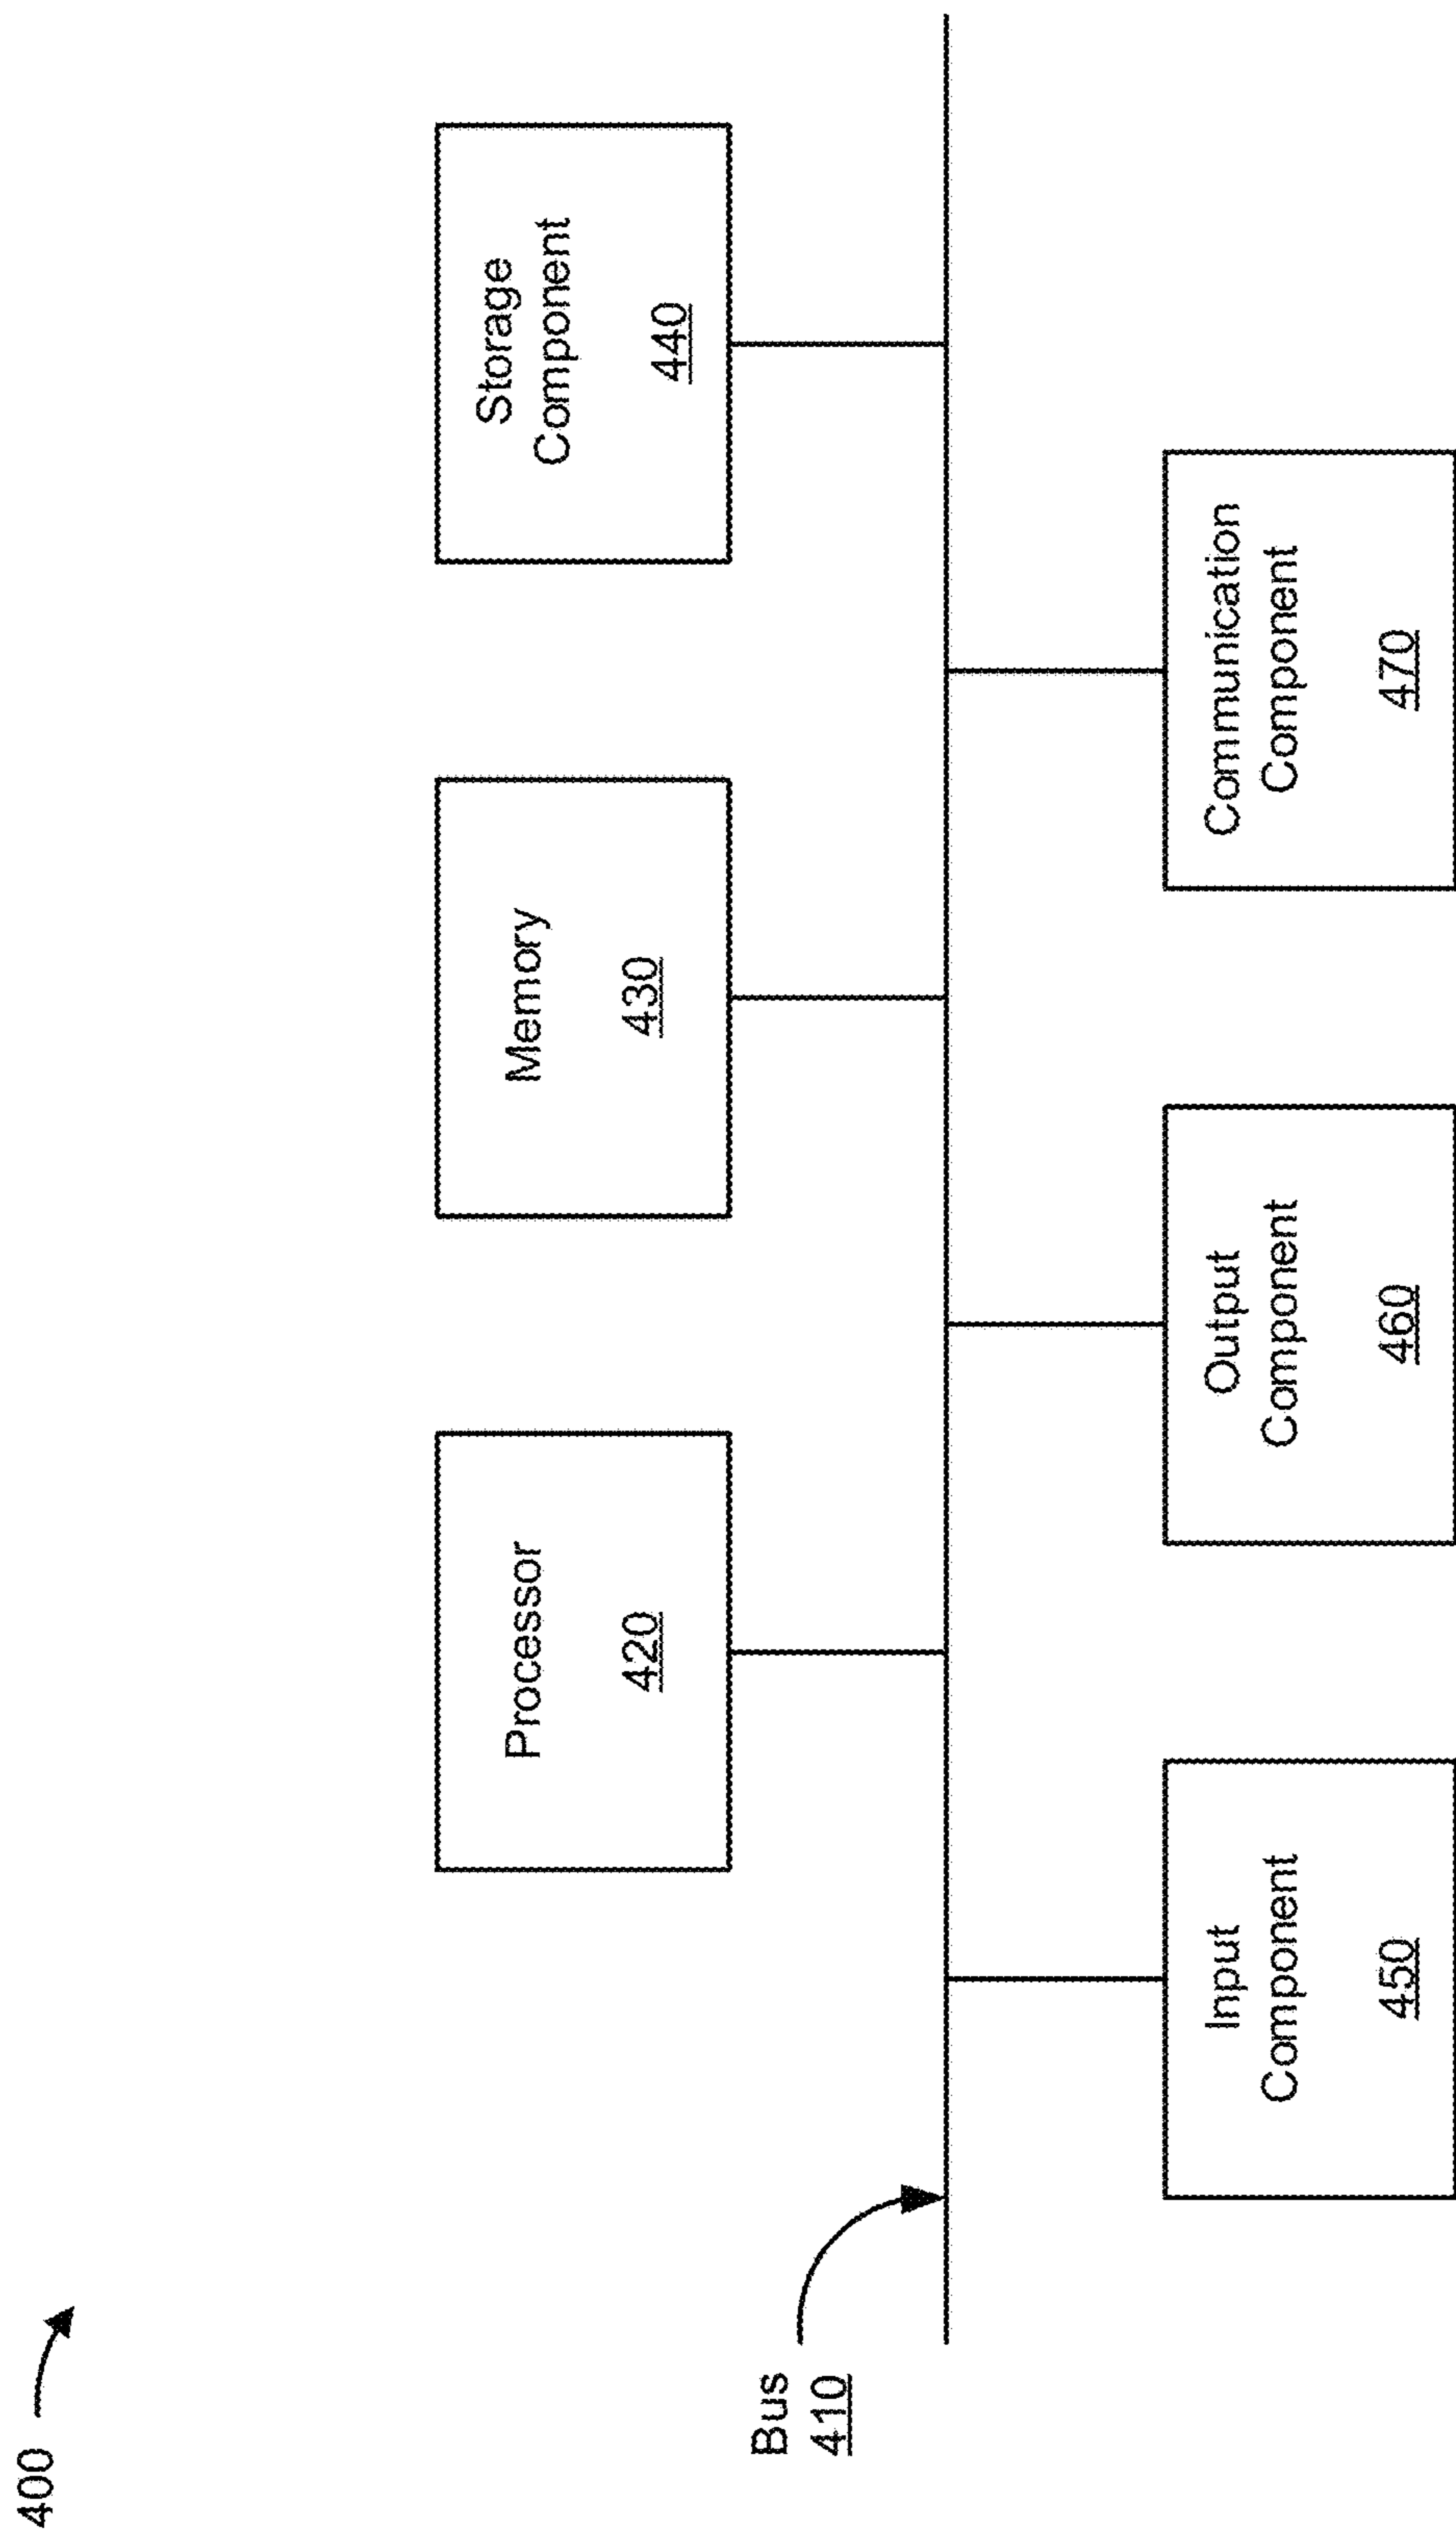 400
Bus
410
Processor
420
Memory
430
Storage
Component
440
Input
Component
450
Output
Component
460
Communication
Component
470